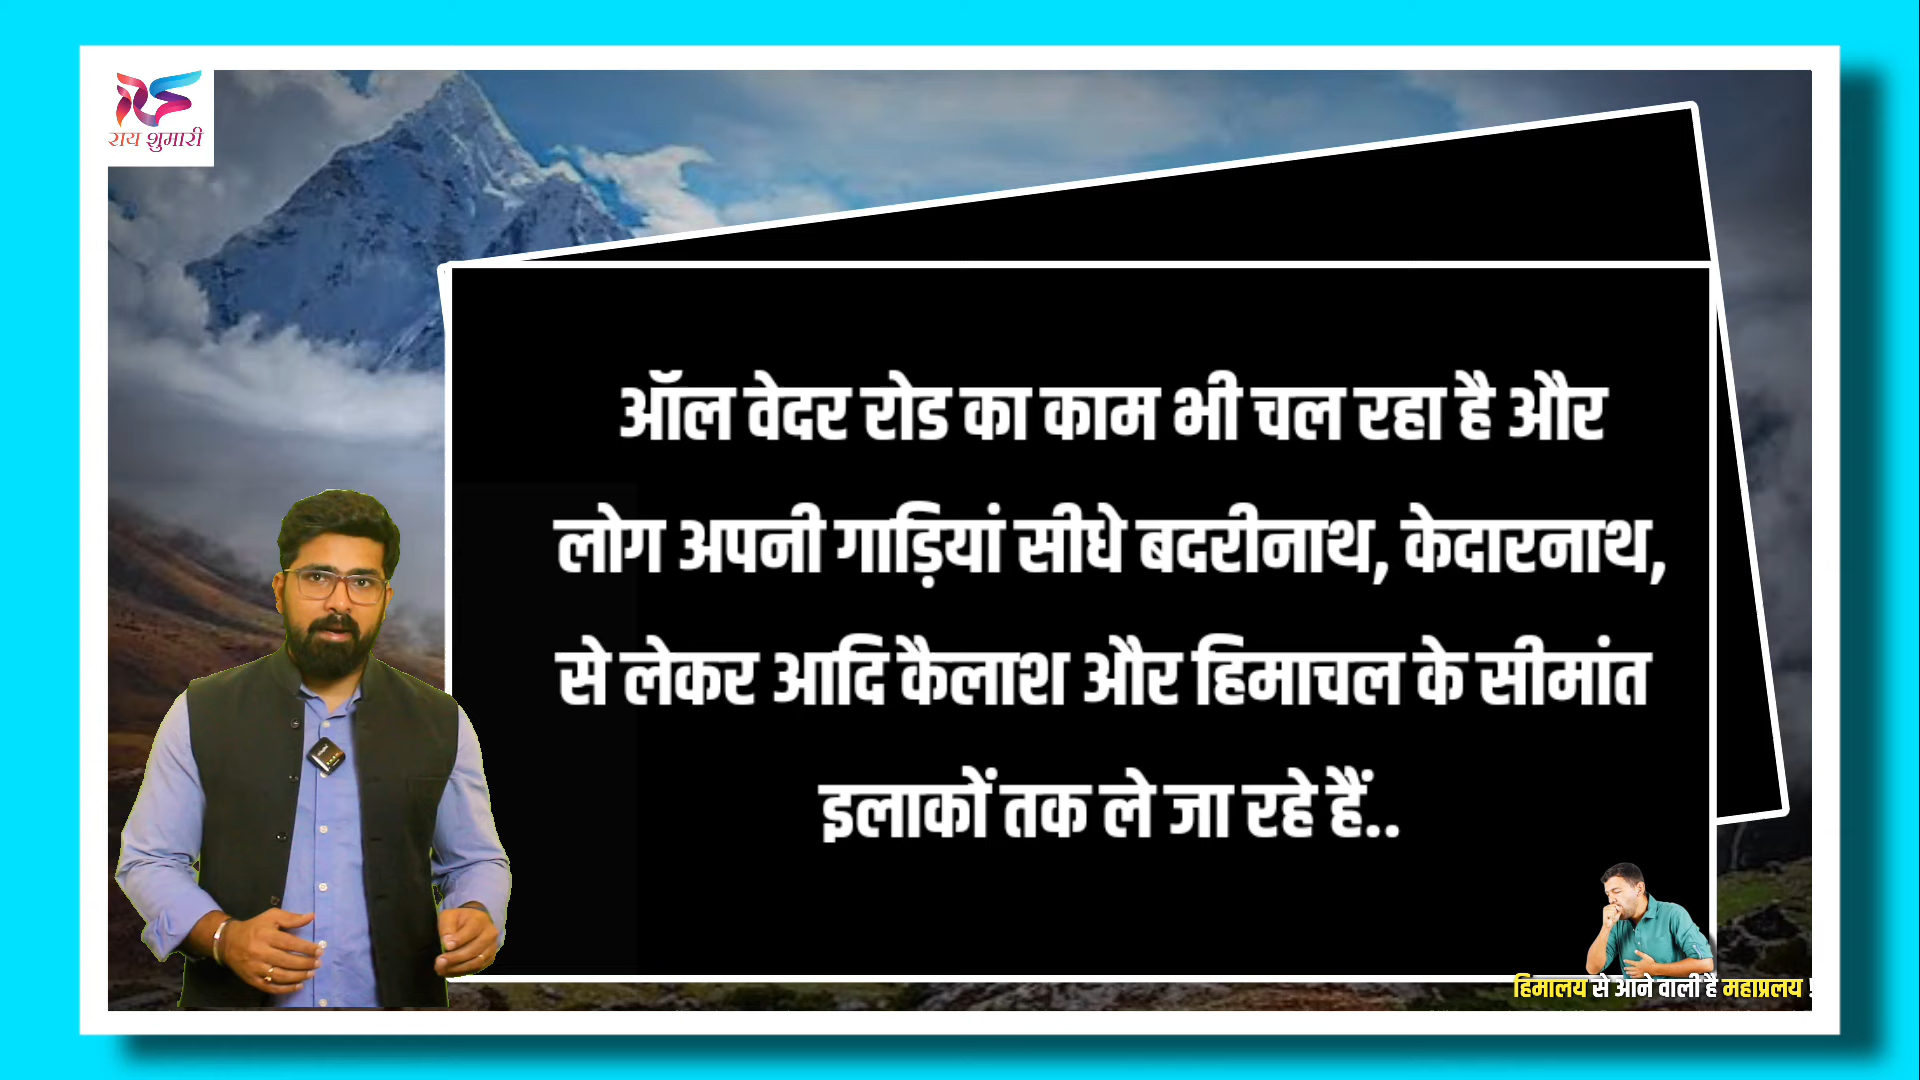 राय शुमारी
ऑल वेदर रोड का काम भी चल रहा है और
लोग अपनी गाड़ियां सीधे बदरीनाथ, केदारनाथ,
से लेकर आदि कैलाश और हिमाचल के सीमांत
इलाकों तक ले जा रहे हैं..
हिमालय से आने वाली है महाप्रलय !